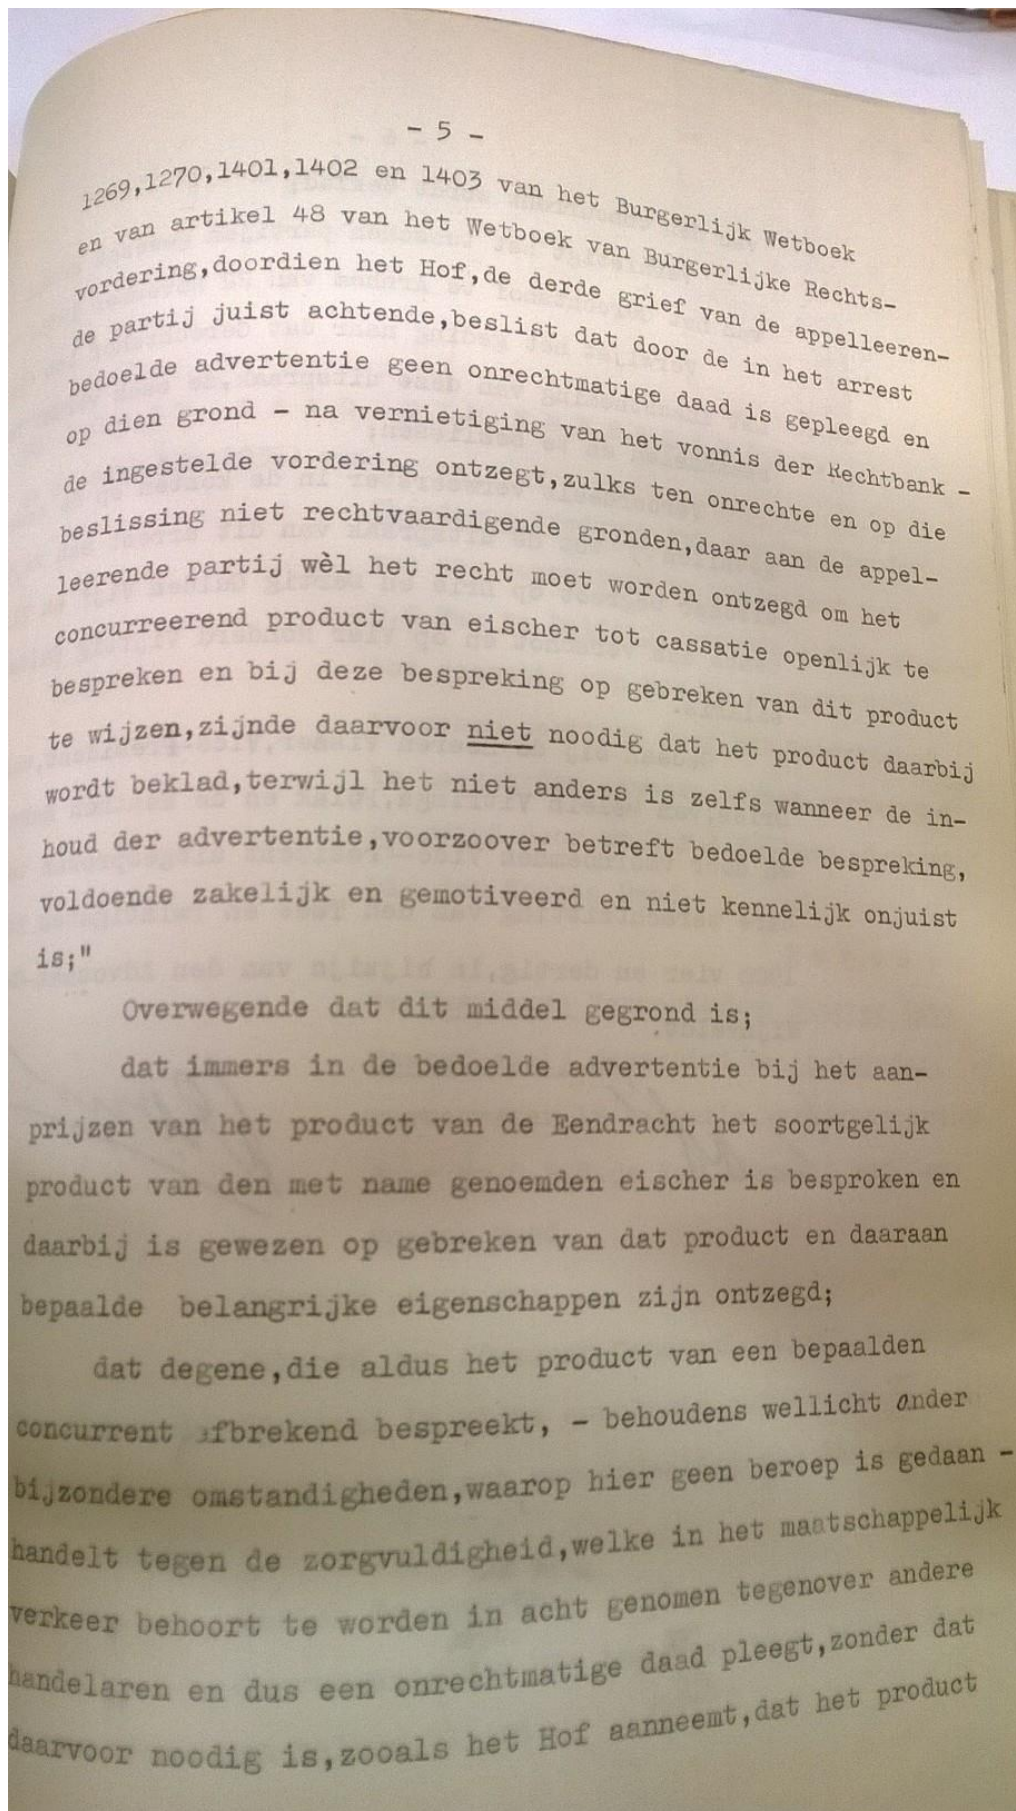 - 5 -
1269,1270,1401,1402 en 1403 van het Burgerlijk Wetboek
en van artikel 48 van het Wetboek van Burgerlijke Rechts-
vordering,doordien het Hof,de derde grief van de appelleeren-
de partij juist achtende,beslist dat door de in het arrest
bedoelde advertentie geen onrechtmatige daad is gepleegd en
op dien grond - na vernietiging van het vonnis der Rechtbank -
de ingestelde vordering ontzegt,zulks ten onrechte en op die
beslissing niet rechtvaardigende gronden,daar aan de appel-
leerende partij wèl het recht moet worden ontzegd om het
concurreerend product van eischer tot cassatie openlijk te
bespreken en bij deze bespreking op gebreken van dit product
te wijzen,zijnde daarvoor niet noodig dat het product daarbij
wordt beklad,terwijl het niet anders is zelfs wanneer de in-
houd der advertentie,voorzoover betreft bedoelde bespreking,
voldoende zakelijk en gemotiveerd en niet kennelijk onjuist
is;"
Overwegende dat dit middel gegrond is;
dat immers in de bedoelde advertentie bij het aan-
prijzen van het product van de Eendracht het soortgelijk
product van den met name genoemden eischer is besproken en
daarbij is gewezen op gebreken van dat product en daaraan
bepaalde belangrijke eigenschappen zijn ontzegd;
dat degene,die aldus het product van een bepaalden
concurrent afbrekend bespreekt, - behoudens wellicht onder
bijzondere omstandigheden,waarop hier geen beroep is gedaan -
handelt tegen de zorgvuldigheid,welke in het maatschappelijk
verkeer behoort te worden in acht genomen tegenover andere
handelaren en dus een onrechtmatige daad pleegt,zonder dat
daarvoor noodig is,zooals het Hof aanneemt,dat het product